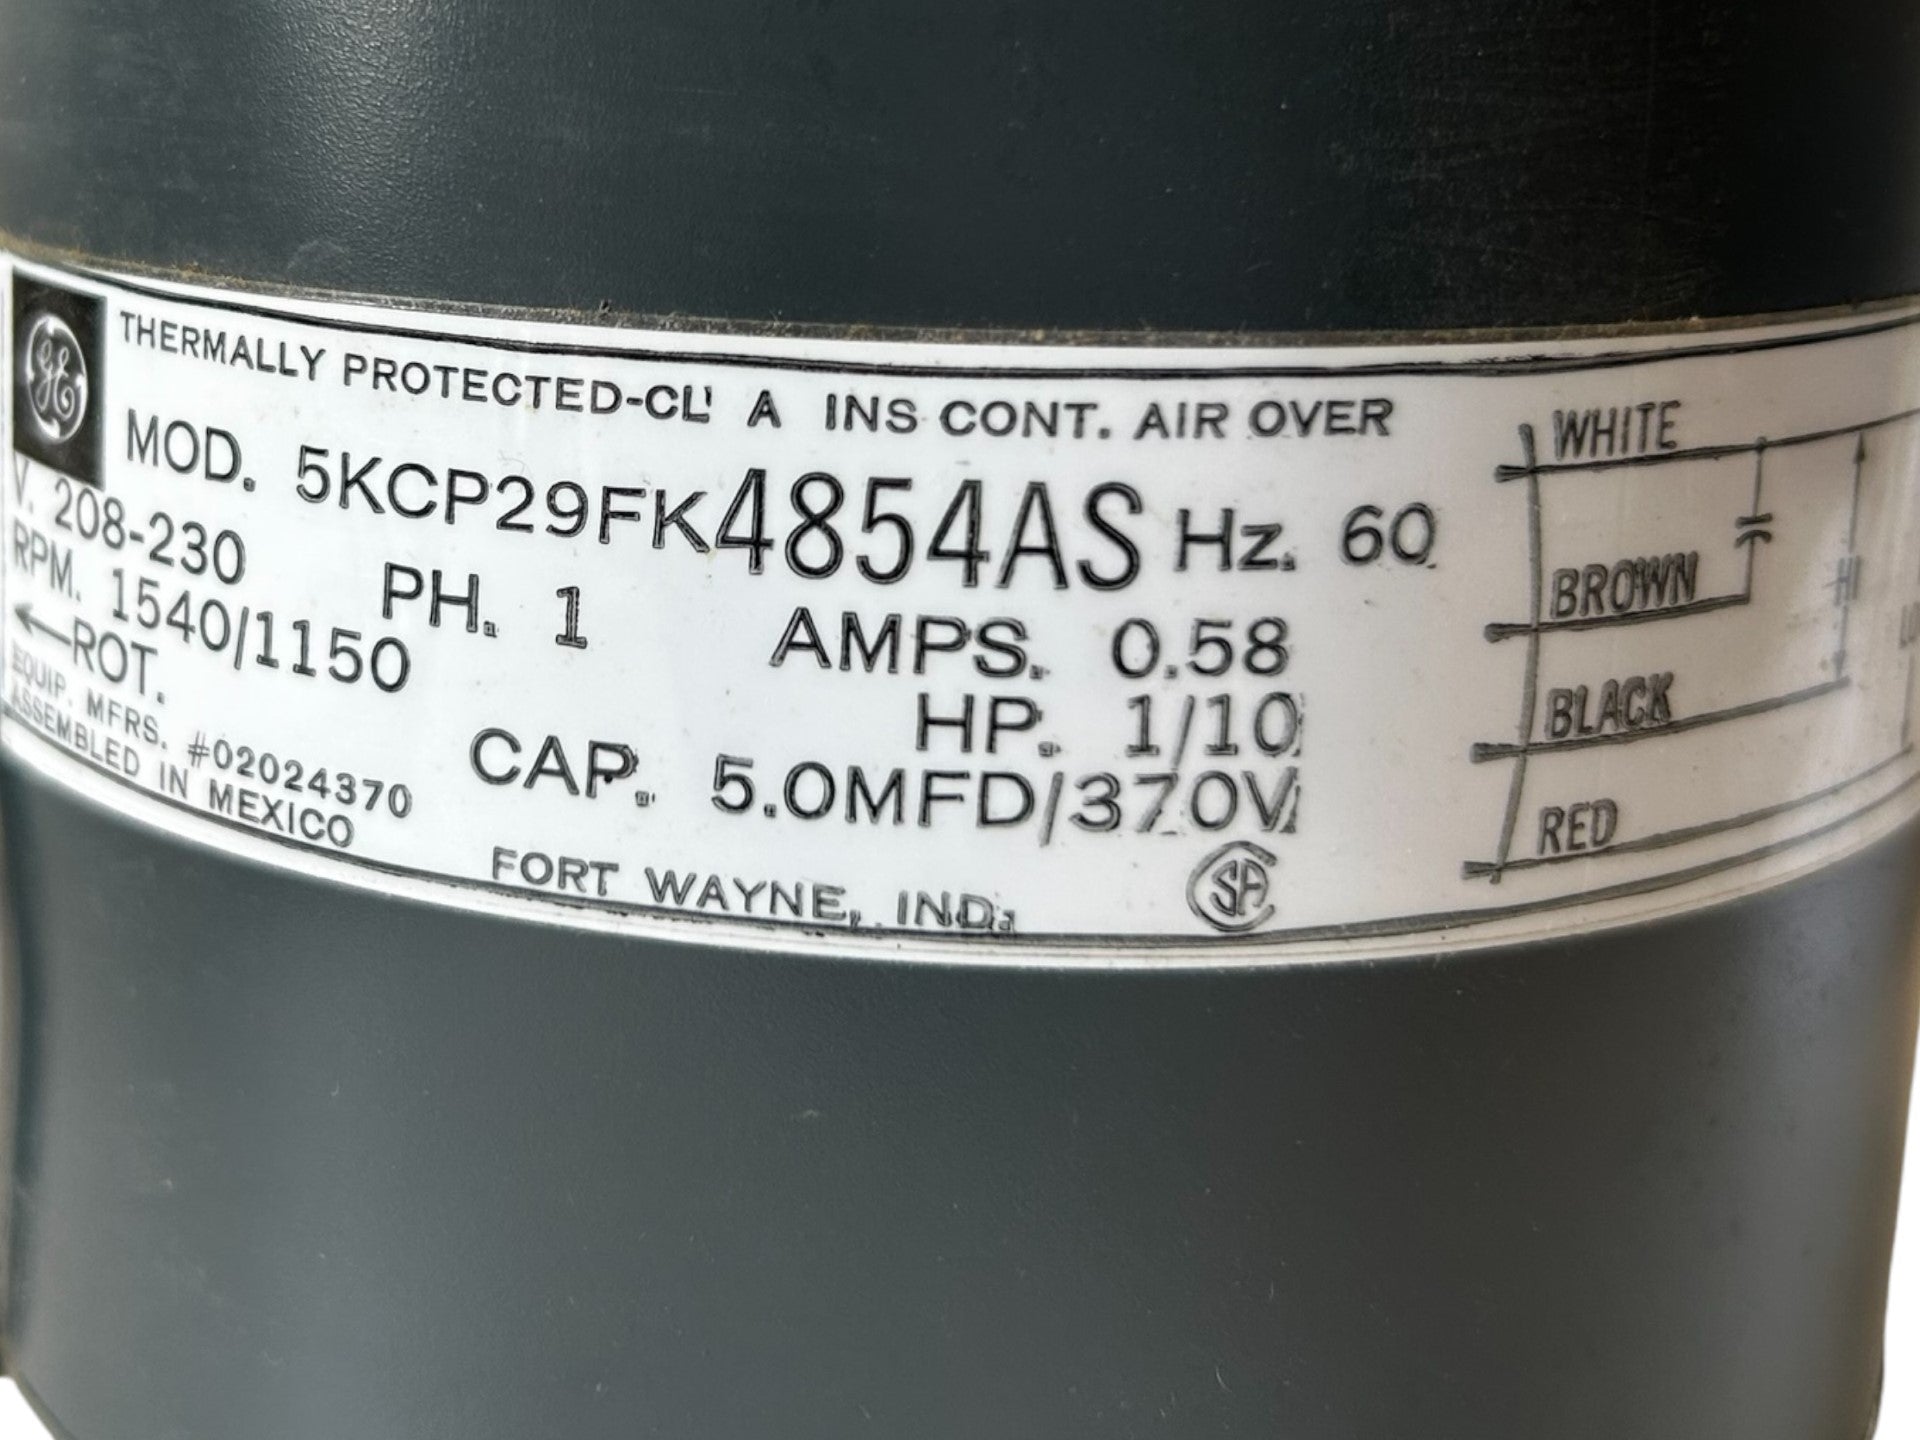 GE
THERMALLY PROTECTED-CL' A INS CONT. AIR OVER
MOD. 5KCP29FK4854AS Hz. 60
V. 208-230 PH. 1 AMPS. 0.58
RPM. 1540/1150 HP. 1/10
←ROT. CAP. 5.0MFD/370V
EQUIP. MFRS. #02024370
ASSEMBLED IN MEXICO
FORT WAYNE, IND.
SA
WHITE
BROWN
HI
BLACK
RED